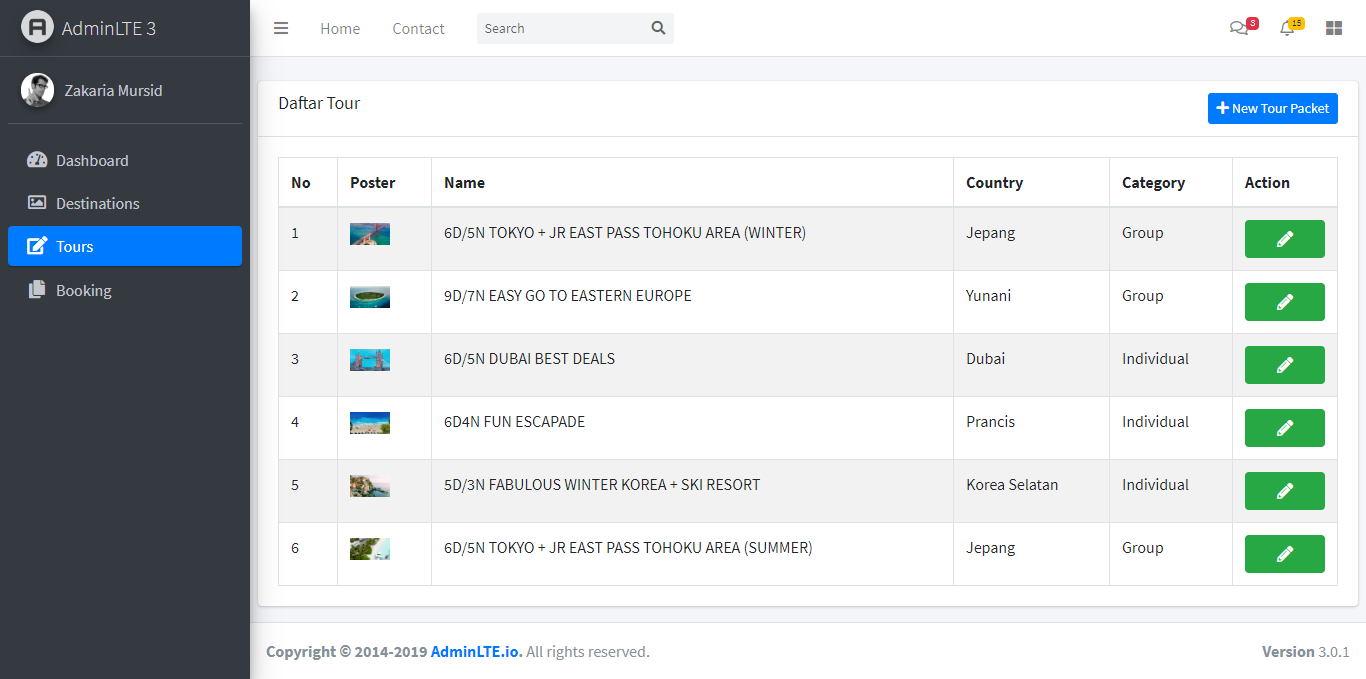 AdminLTE 3
Home Contact Search 3 15
Zakaria Mursid
Dashboard
Destinations
Tours
Booking
Daftar Tour
New Tour Packet
No Poster Name Country Category Action
1 6D/5N TOKYO + JR EAST PASS TOHOKU AREA (WINTER) Jepang Group
2 9D/7N EASY GO TO EASTERN EUROPE Yunani Group
3 6D/5N DUBAI BEST DEALS Dubai Individual
4 6D4N FUN ESCAPADE Prancis Individual
5 5D/3N FABULOUS WINTER KOREA + SKI RESORT Korea Selatan Individual
6 6D/5N TOKYO + JR EAST PASS TOHOKU AREA (SUMMER) Jepang Group
Copyright © 2014-2019 AdminLTE.io. All rights reserved. Version 3.0.1